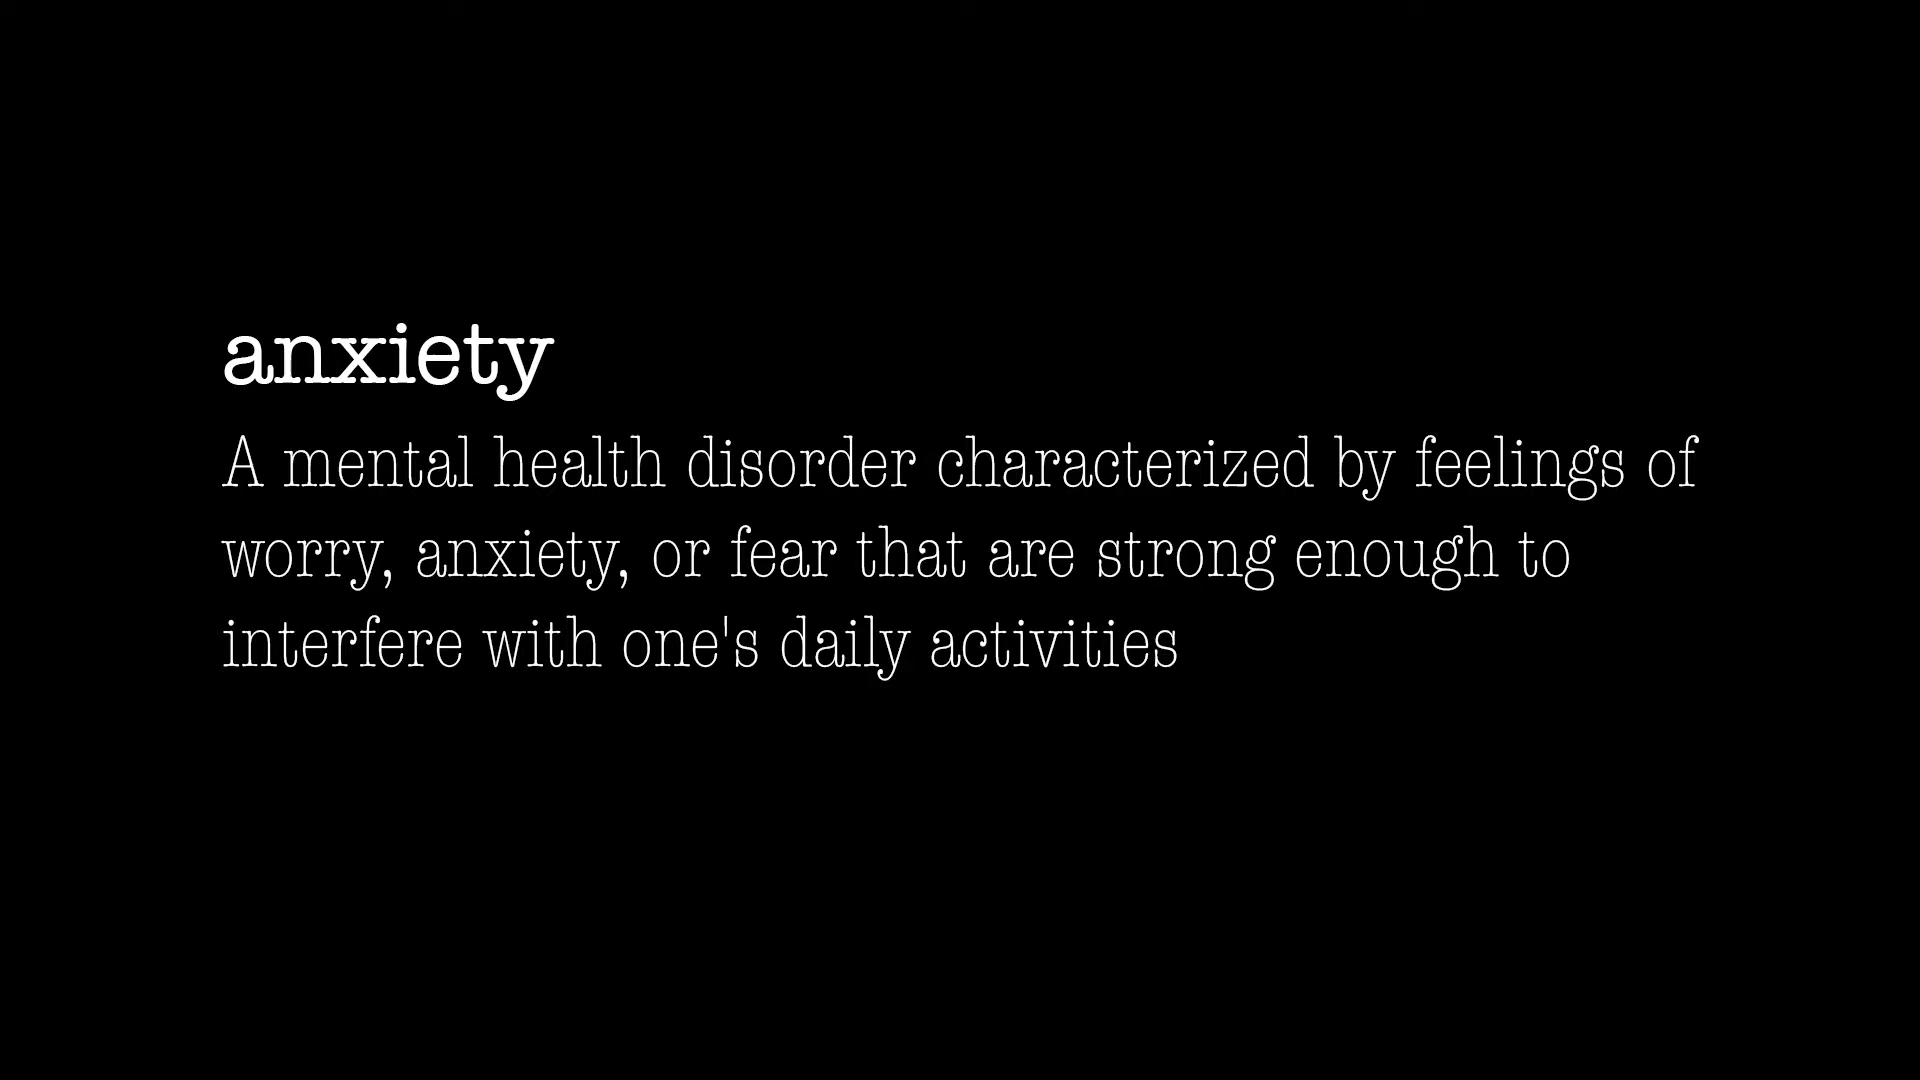 anxiety
A mental health disorder characterized by feelings of
worry, anxiety, or fear that are strong enough to
interfere with one's daily activities